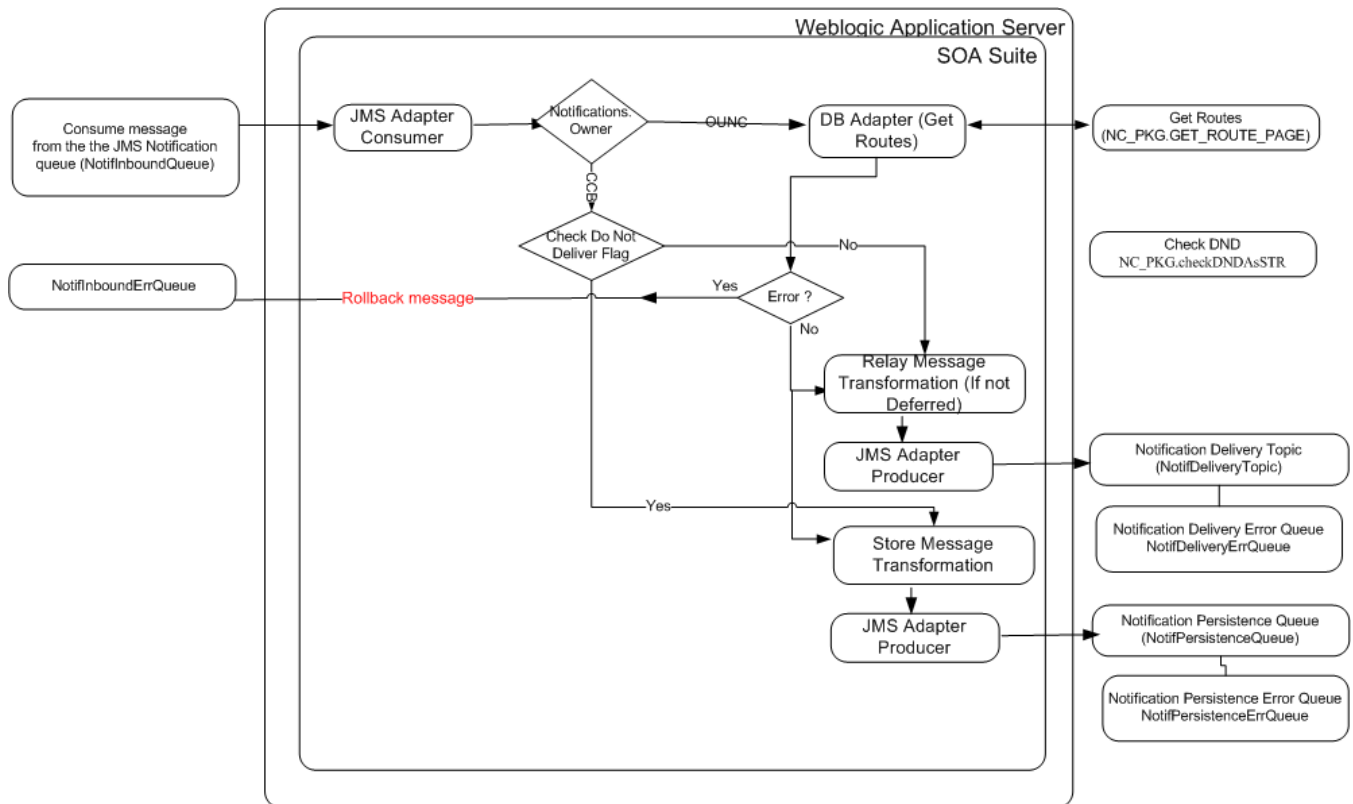 Weblogic Application Server
SOA Suite
Consume message
from the the JMS Notification
queue (NotifInboundQueue)
JMS Adapter
Consumer
Notifications.
Owner
OUNC
DB Adapter (Get
Routes)
Get Routes
(NC_PKG.GET_ROUTE_PAGE)
CCB
Check Do Not
Deliver Flag
No
Check DND
NC_PKG.checkDNDAsSTR
NotifInboundErrQueue
Rollback message
Yes
Error ?
No
Relay Message
Transformation (If not
Deferred)
JMS Adapter
Producer
Notification Delivery Topic
(NotifDeliveryTopic)
Yes
Notification Delivery Error Queue
NotifDeliveryErrQueue
Store Message
Transformation
JMS Adapter
Producer
Notification Persistence Queue
(NotifPersistenceQueue)
Notification Persistence Error Queue
NotifPersistenceErrQueue